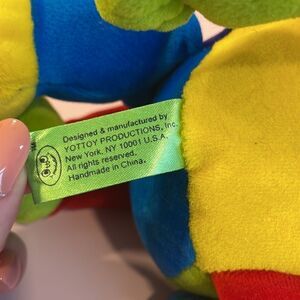 Designed & manufactured by
YOTTOY PRODUCTIONS, Inc.
New York, NY 10001 U.S.A.
All rights reserved.
Handmade in China.